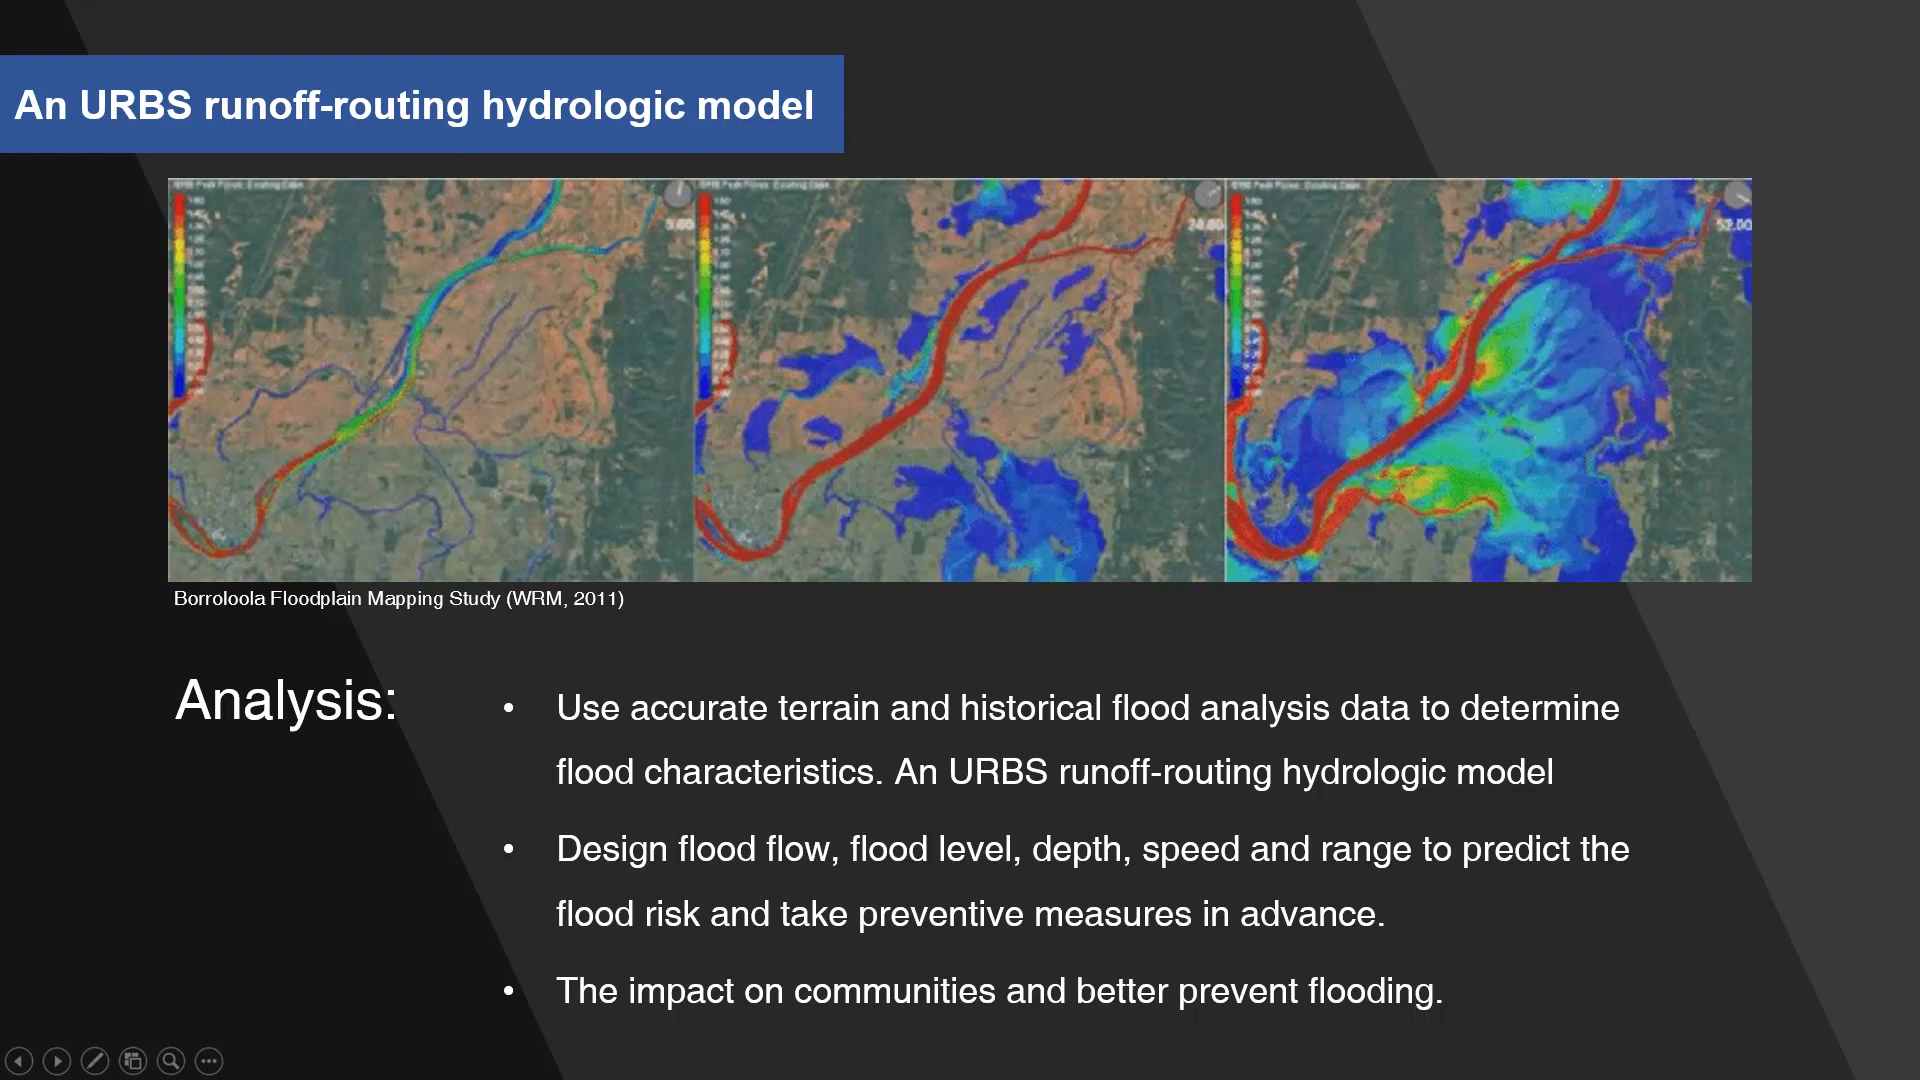 An URBS runoff-routing hydrologic model
Borroloola Floodplain Mapping Study (WRM, 2011)
Analysis:
• Use accurate terrain and historical flood analysis data to determine
flood characteristics. An URBS runoff-routing hydrologic model
• Design flood flow, flood level, depth, speed and range to predict the
flood risk and take preventive measures in advance.
• The impact on communities and better prevent flooding.